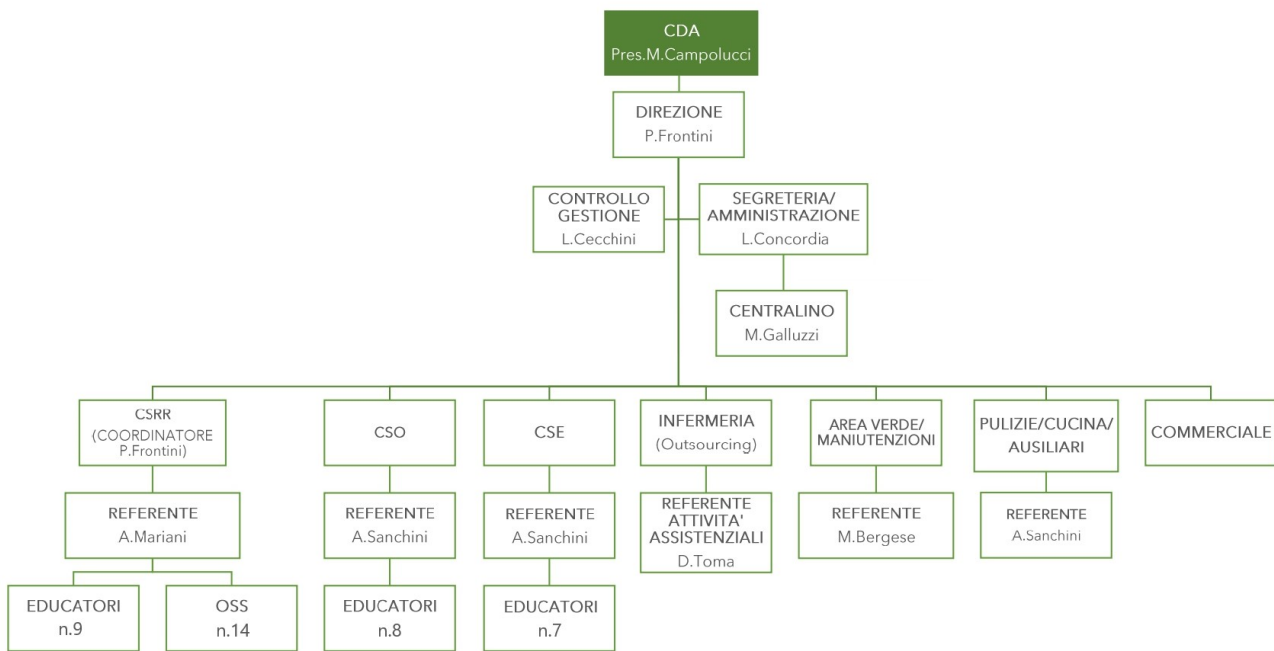 CDA
Pres.M.Campolucci
DIREZIONE
P.Frontini
CONTROLLO
GESTIONE
L.Cecchini
SEGRETERIA/
AMMINISTRAZIONE
L.Concordia
CENTRALINO
M.Galluzzi
CSRR
(COORDINATORE
P.Frontini)
CSO
CSE
INFERMERIA
(Outsourcing)
AREA VERDE/
MANIUTENZIONI
PULIZIE/CUCINA/
AUSILIARI
COMMERCIALE
REFERENTE
A.Mariani
REFERENTE
A.Sanchini
REFERENTE
A.Sanchini
REFERENTE
ATTIVITA'
ASSISTENZIALI
D.Toma
REFERENTE
M.Bergese
REFERENTE
A.Sanchini
EDUCATORI
n.9
OSS
n.14
EDUCATORI
n.8
EDUCATORI
n.7